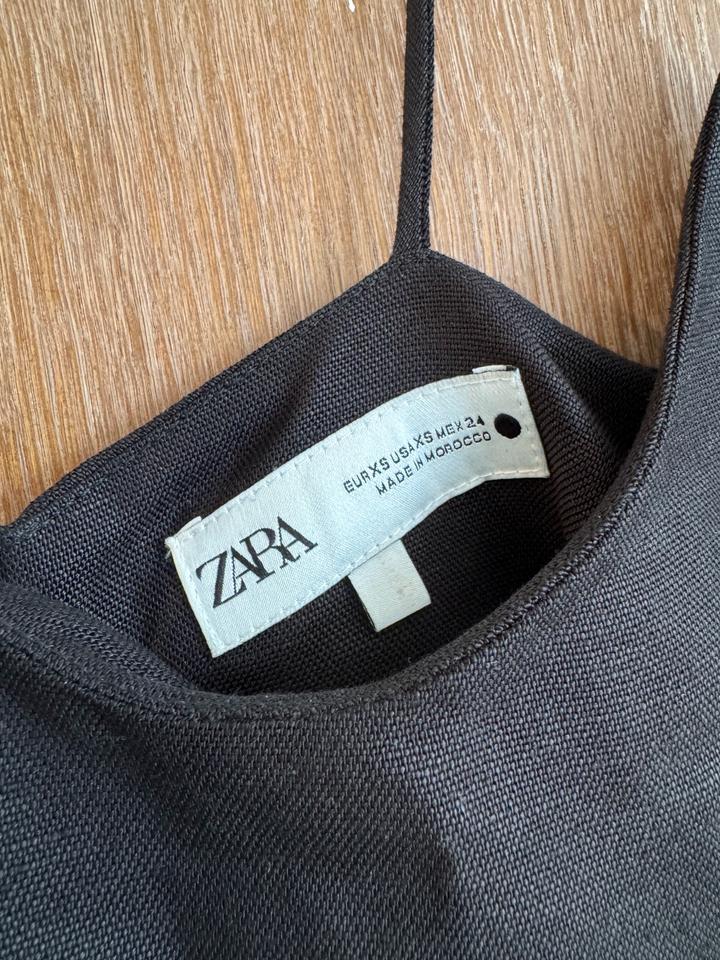 ZARA
EUR XS USA XS MEX 24
MADE IN MOROCCO